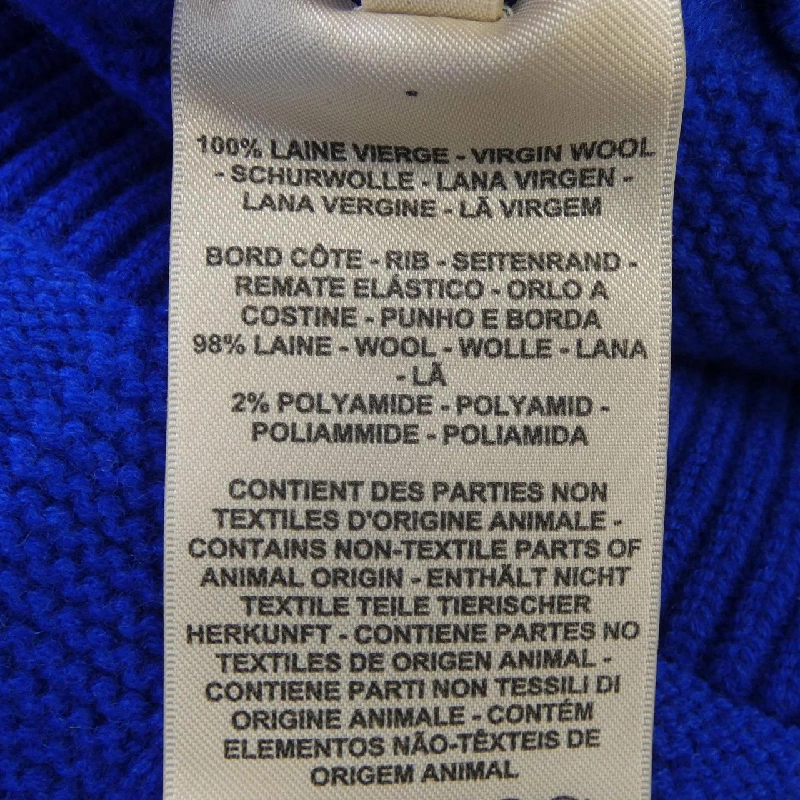 100% LAINE VIERGE - VIRGIN WOOL
- SCHURWOLLE - LANA VIRGEN -
LANA VERGINE - LÃ VIRGEM
BORD CÔTE - RIB - SEITENRAND -
REMATE ELÁSTICO - ORLO A
COSTINE - PUNHO E BORDA
98% LAINE - WOOL - WOLLE - LANA
- LÃ
2% POLYAMIDE - POLYAMID -
POLIAMMIDE - POLIAMIDA
CONTIENT DES PARTIES NON
TEXTILES D'ORIGINE ANIMALE -
CONTAINS NON-TEXTILE PARTS OF
ANIMAL ORIGIN - ENTHÄLT NICHT
TEXTILE TEILE TIERISCHER
HERKUNFT - CONTIENE PARTES NO
TEXTILES DE ORIGEN ANIMAL -
CONTIENE PARTI NON TESSILI DI
ORIGINE ANIMALE - CONTÉM
ELEMENTOS NÃO-TÊXTEIS DE
ORIGEM ANIMAL